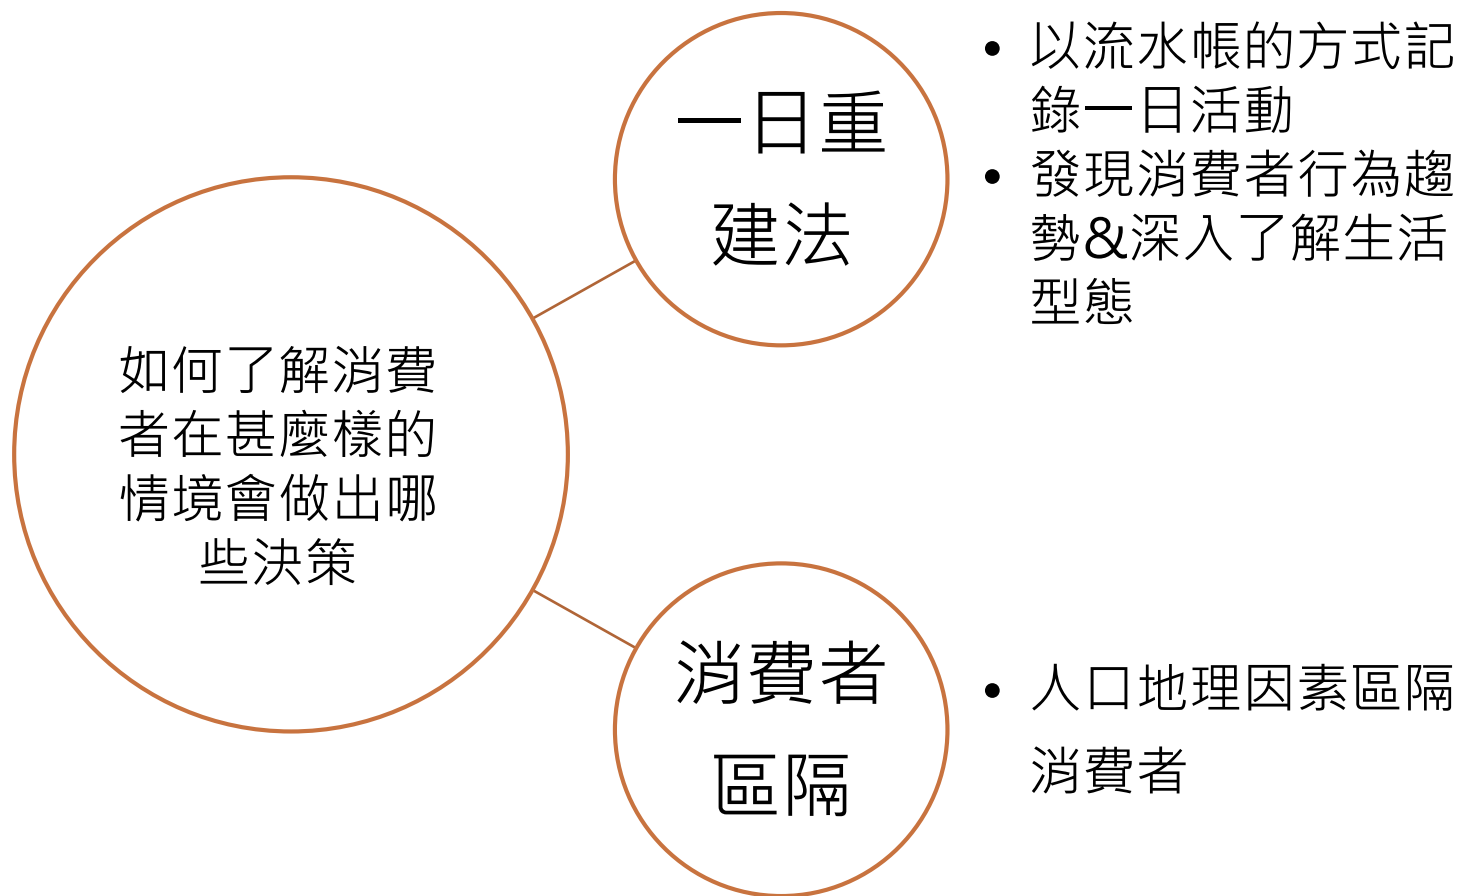 如何了解消費
者在甚麼樣的
情境會做出哪
些決策
一日重
建法
• 以流水帳的方式記
錄一日活動
• 發現消費者行為趨
勢&深入了解生活
型態
消費者
區隔
• 人口地理因素區隔
消費者